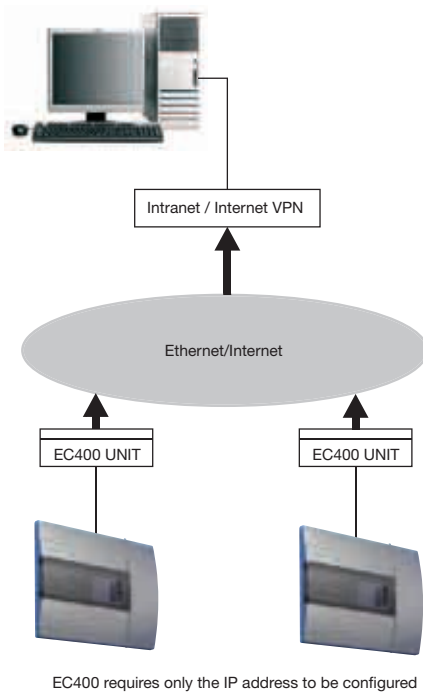 Intranet / Internet VPN
Ethernet/Internet
EC400 UNIT
EC400 UNIT
EC400 requires only the IP address to be configured